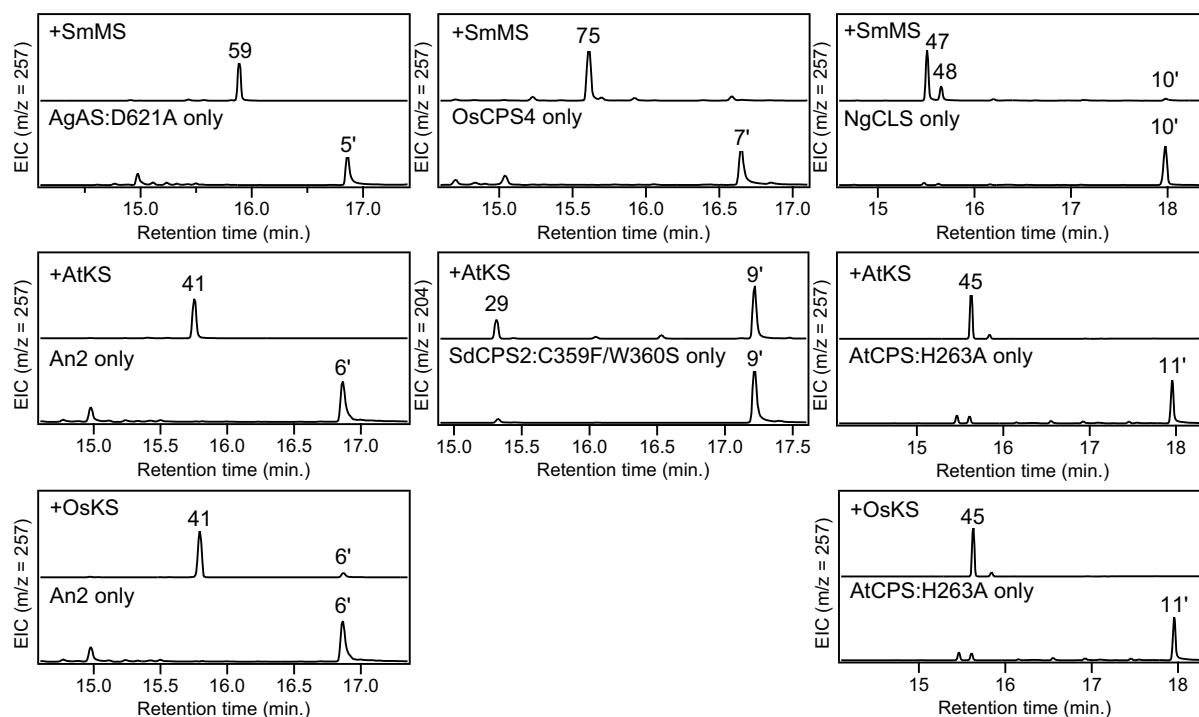 EIC (m/z = 257)
+SmMS
59
AgAS:D621A only
5'
15.0 16.0 17.0
Retention time (min.)
EIC (m/z = 257)
+SmMS
75
OsCPS4 only
7'
15.0 15.5 16.0 16.5 17.0
Retention time (min.)
EIC (m/z = 257)
+SmMS
47
48
10'
NgCLS only
10'
15 16 17 18
Retention time (min.)
EIC (m/z = 257)
+AtKS
41
An2 only
6'
15.0 15.5 16.0 16.5 17.0
Retention time (min.)
EIC (m/z = 204)
+AtKS
29
9'
SdCPS2:C359F/W360S only
9'
15.0 15.5 16.0 16.5 17.0 17.5
Retention time (min.)
EIC (m/z = 257)
+AtKS
45
AtCPS:H263A only
11'
15 16 17 18
Retention time (min.)
EIC (m/z = 257)
+OsKS
41
6'
An2 only
6'
15.0 15.5 16.0 16.5 17.0
Retention time (min.)
EIC (m/z = 257)
+OsKS
45
AtCPS:H263A only
11'
15 16 17 18
Retention time (min.)